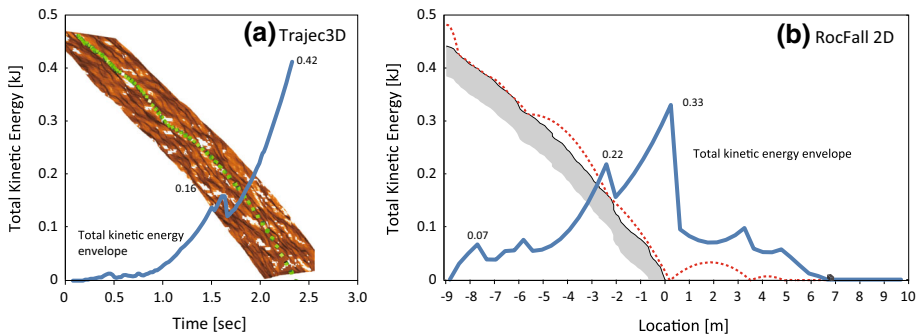 0.5
0.4
0.3
0.2
0.1
0
Total Kinetic Energy [kJ]
(a) Trajec3D
0.42
0.16
Total kinetic energy
envelope
0 0.5 1.0 1.5 2.0 2.5 3.0
Time [sec]
0.5
0.4
0.3
0.2
0.1
0
Total Kinetic Energy [kJ]
(b) RocFall 2D
0.33
0.22
Total kinetic energy envelope
0.07
-9 -8 -7 -6 -5 -4 -3 -2 -1 0 1 2 3 4 5 6 7 8 9 10
Location [m]